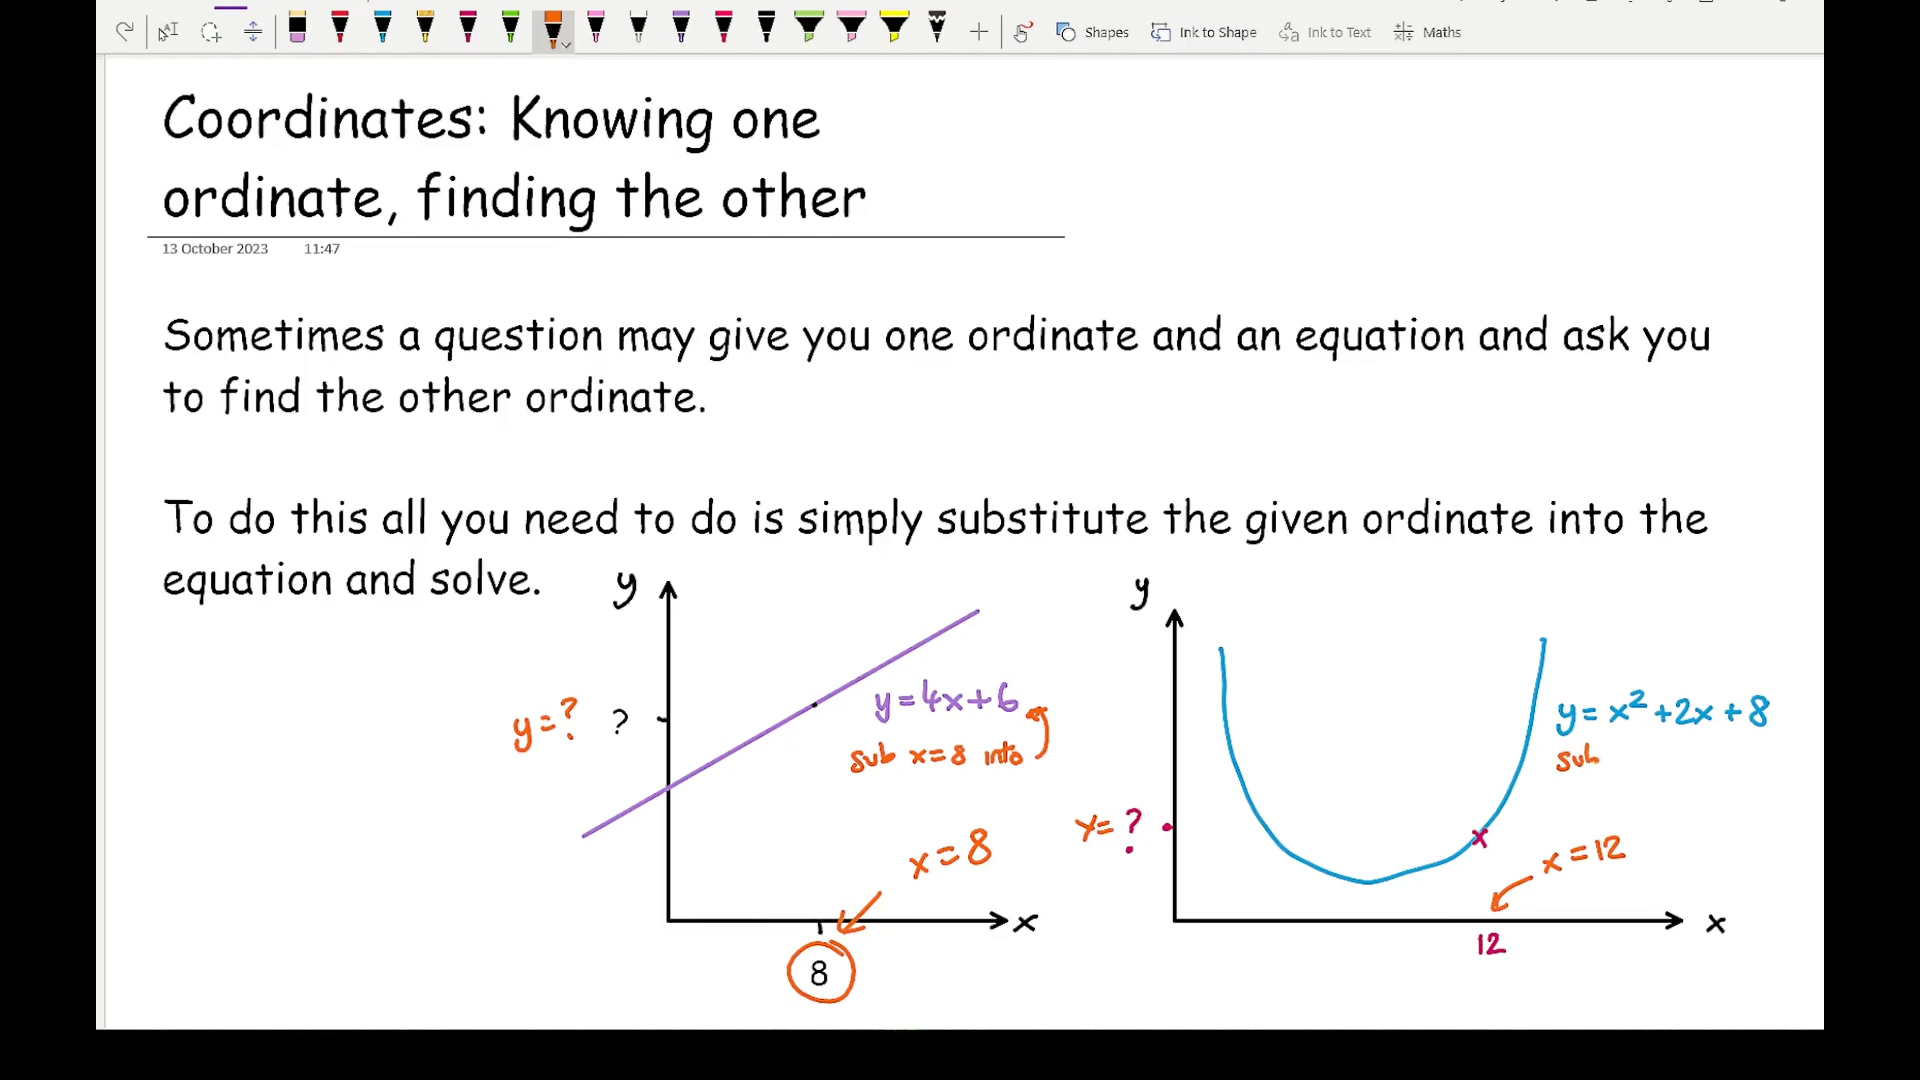 Shapes Ink to Shape Ink to Text Maths
Coordinates: Knowing one
ordinate, finding the other
13 October 2023 11:47
Sometimes a question may give you one ordinate and an equation and ask you
to find the other ordinate.
To do this all you need to do is simply substitute the given ordinate into the
equation and solve.
y
y=? ?
y=4x+6
sub x=8 into
x=8
x
8
y
y=x²+2x+8
sub
y=?
x
x=12
x
12